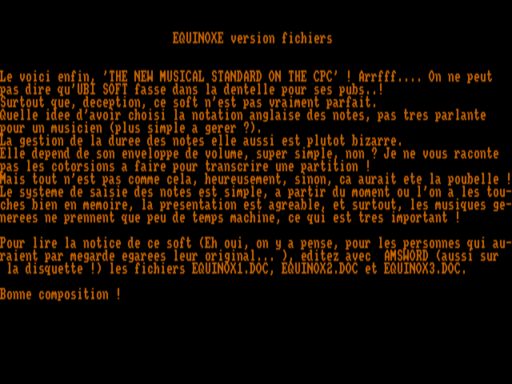 EQUINOXE version fichiers
Le voici enfin, 'THE NEW MUSICAL STANDARD ON THE CPC' ! Arrfff.... On ne peut
pas dire qu'UBI SOFT fasse dans la dentelle pour ses pubs..!
Surtout que, deception, ce soft n'est pas vraiment parfait.
Quelle idee d'avoir choisi la notation anglaise des notes, pas tres parlante
pour un musicien (plus simple a gerer ?).
La gestion de la duree des notes elle aussi est plutot bizarre.
Elle depend de son enveloppe de volume, super simple, non ? Je ne vous raconte
pas les cotorsions a faire pour transcrire une partition !
Mais tout n'est pas comme cela, heureusement, sinon, ca aurait ete la poubelle !
Le systeme de saisie des notes est simple, a partir du moment ou l'on a les tou-
ches bien en memoire, la presentation est agreable, et surtout, les musiques ge-
nerees ne prennent que peu de temps machine, ce qui est tres important !
Pour lire la notice de ce soft (Eh oui, on y a pense, pour les personnes qui au-
raient par megarde egarees leur original... ), editez avec  AMSWORD (aussi sur
la disquette !) les fichiers EQUINOX1.DOC, EQUINOX2.DOC et EQUINOX3.DOC.
Bonne composition !